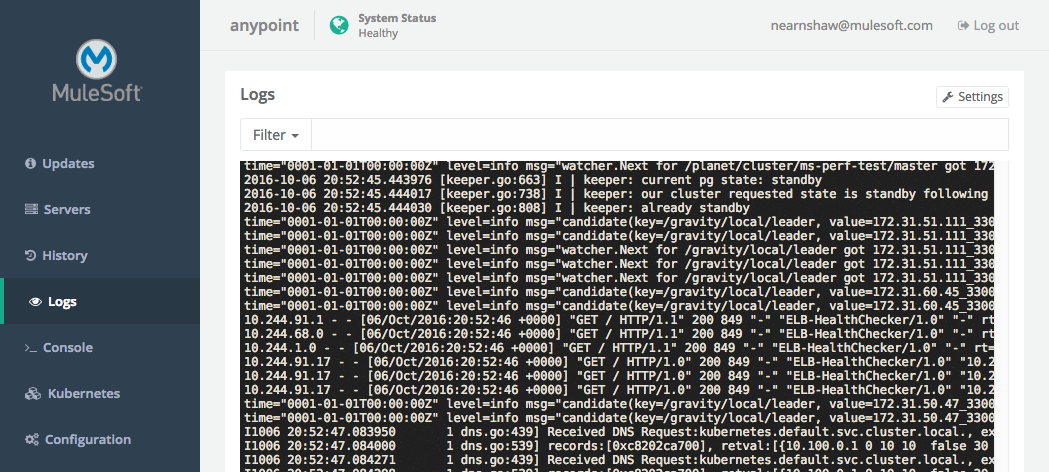 anypoint
System Status
Healthy
nearnshaw@mulesoft.com
Log out
MuleSoft
Updates
Servers
History
Logs
Console
Kubernetes
Configuration
Logs
Settings
Filter
time="0001-01-01T00:00:00Z" level=info msg="watcher.Next for /planet/cluster/ms-perf-test/master got 172
2016-10-06 20:52:45.443976 [keeper.go:663] I | keeper: current pg state: standby
2016-10-06 20:52:45.444017 [keeper.go:738] I | keeper: our cluster requested state is standby following
2016-10-06 20:52:45.444030 [keeper.go:808] I | keeper: already standby
time="0001-01-01T00:00:00Z" level=info msg="candidate(key=/gravity/local/leader, value=172.31.51.111_330
time="0001-01-01T00:00:00Z" level=info msg="candidate(key=/gravity/local/leader, value=172.31.51.111_330
time="0001-01-01T00:00:00Z" level=info msg="watcher.Next for /gravity/local/leader got 172.31.51.111_330
time="0001-01-01T00:00:00Z" level=info msg="watcher.Next for /gravity/local/leader got 172.31.51.111_330
time="0001-01-01T00:00:00Z" level=info msg="watcher.Next for /gravity/local/leader got 172.31.51.111_330
time="0001-01-01T00:00:00Z" level=info msg="candidate(key=/gravity/local/leader, value=172.31.60.45_3300
time="0001-01-01T00:00:00Z" level=info msg="candidate(key=/gravity/local/leader, value=172.31.60.45_3300
10.244.91.1 - - [06/Oct/2016:20:52:46 +0000] "GET / HTTP/1.1" 200 849 "-" "ELB-HealthChecker/1.0" "-" rt
10.244.68.0 - - [06/Oct/2016:20:52:46 +0000] "GET / HTTP/1.1" 200 849 "-" "ELB-HealthChecker/1.0" "-" rt
10.244.1.0 - - [06/Oct/2016:20:52:46 +0000] "GET / HTTP/1.1" 200 849 "-" "ELB-HealthChecker/1.0" "-" rt=
10.244.91.17 - - [06/Oct/2016:20:52:46 +0000] "GET / HTTP/1.0" 200 849 "-" "ELB-HealthChecker/1.0" "10.2
10.244.91.17 - - [06/Oct/2016:20:52:46 +0000] "GET / HTTP/1.0" 200 849 "-" "ELB-HealthChecker/1.0" "10.2
10.244.91.17 - - [06/Oct/2016:20:52:46 +0000] "GET / HTTP/1.0" 200 849 "-" "ELB-HealthChecker/1.0" "10.2
time="0001-01-01T00:00:00Z" level=info msg="candidate(key=/gravity/local/leader, value=172.31.50.47_3300
time="0001-01-01T00:00:00Z" level=info msg="candidate(key=/gravity/local/leader, value=172.31.50.47_3300
I1006 20:52:47.083950 1 dns.go:439] Received DNS Request:kubernetes.default.svc.cluster.local., ex
I1006 20:52:47.084000 1 dns.go:539] records:[0xc8202ca700], retval:[{10.100.0.1 0 10 10 false 30
I1006 20:52:47.084271 1 dns.go:439] Received DNS Request:kubernetes.default.svc.cluster.local., ex